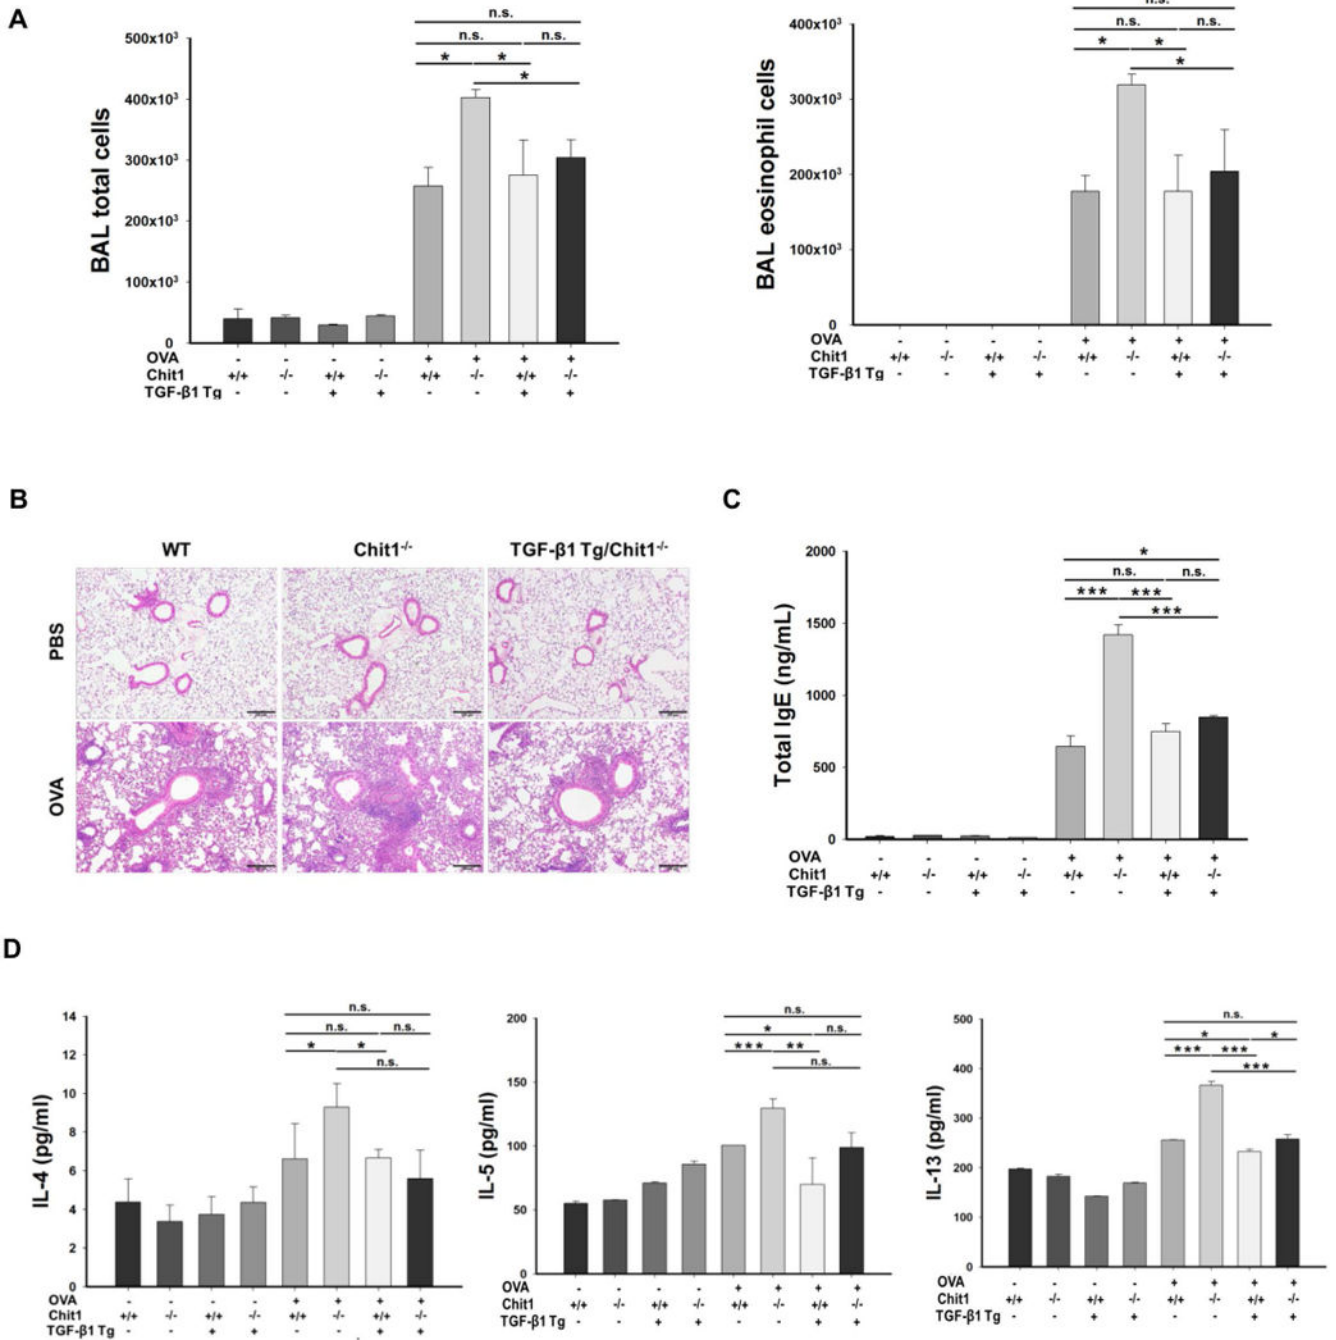 A
n.s.
n.s. n.s.
* *
*
500x10³
400x10³
300x10³
200x10³
100x10³
0
BAL total cells
OVA - - - - + + + +
Chit1 +/+ -/- +/+ -/- +/+ -/- +/+ -/-
TGF-β1 Tg - - + + - - + +
n.s.
n.s. n.s.
* *
*
400x10³
300x10³
200x10³
100x10³
0
BAL eosinophil cells
OVA - - - - + + + +
Chit1 +/+ -/- +/+ -/- +/+ -/- +/+ -/-
TGF-β1 Tg - - + + - - + +
B
WT Chit1-/- TGF-β1 Tg/Chit1-/-
PBS
OVA
C
*
n.s. n.s.
*** ***
***
2000
1500
1000
500
0
Total IgE (ng/mL)
OVA - - - - + + + +
Chit1 +/+ -/- +/+ -/- +/+ -/- +/+ -/-
TGF-β1 Tg - - + + - - + +
D
n.s.
n.s. n.s.
* *
n.s.
14
12
10
8
6
4
2
0
IL-4 (pg/ml)
OVA - - - - + + + +
Chit1 +/+ -/- +/+ -/- +/+ -/- +/+ -/-
TGF-β1 Tg - - + + - - + +
n.s.
* n.s.
*** **
n.s.
200
150
100
50
0
IL-5 (pg/ml)
OVA - - - - + + + +
Chit1 +/+ -/- +/+ -/- +/+ -/- +/+ -/-
TGF-β1 Tg - - + + - - + +
n.s.
* *
*** ***
***
500
400
300
200
100
0
IL-13 (pg/ml)
OVA - - - - + + + +
Chit1 +/+ -/- +/+ -/- +/+ -/- +/+ -/-
TGF-β1 Tg - - + + - - + +